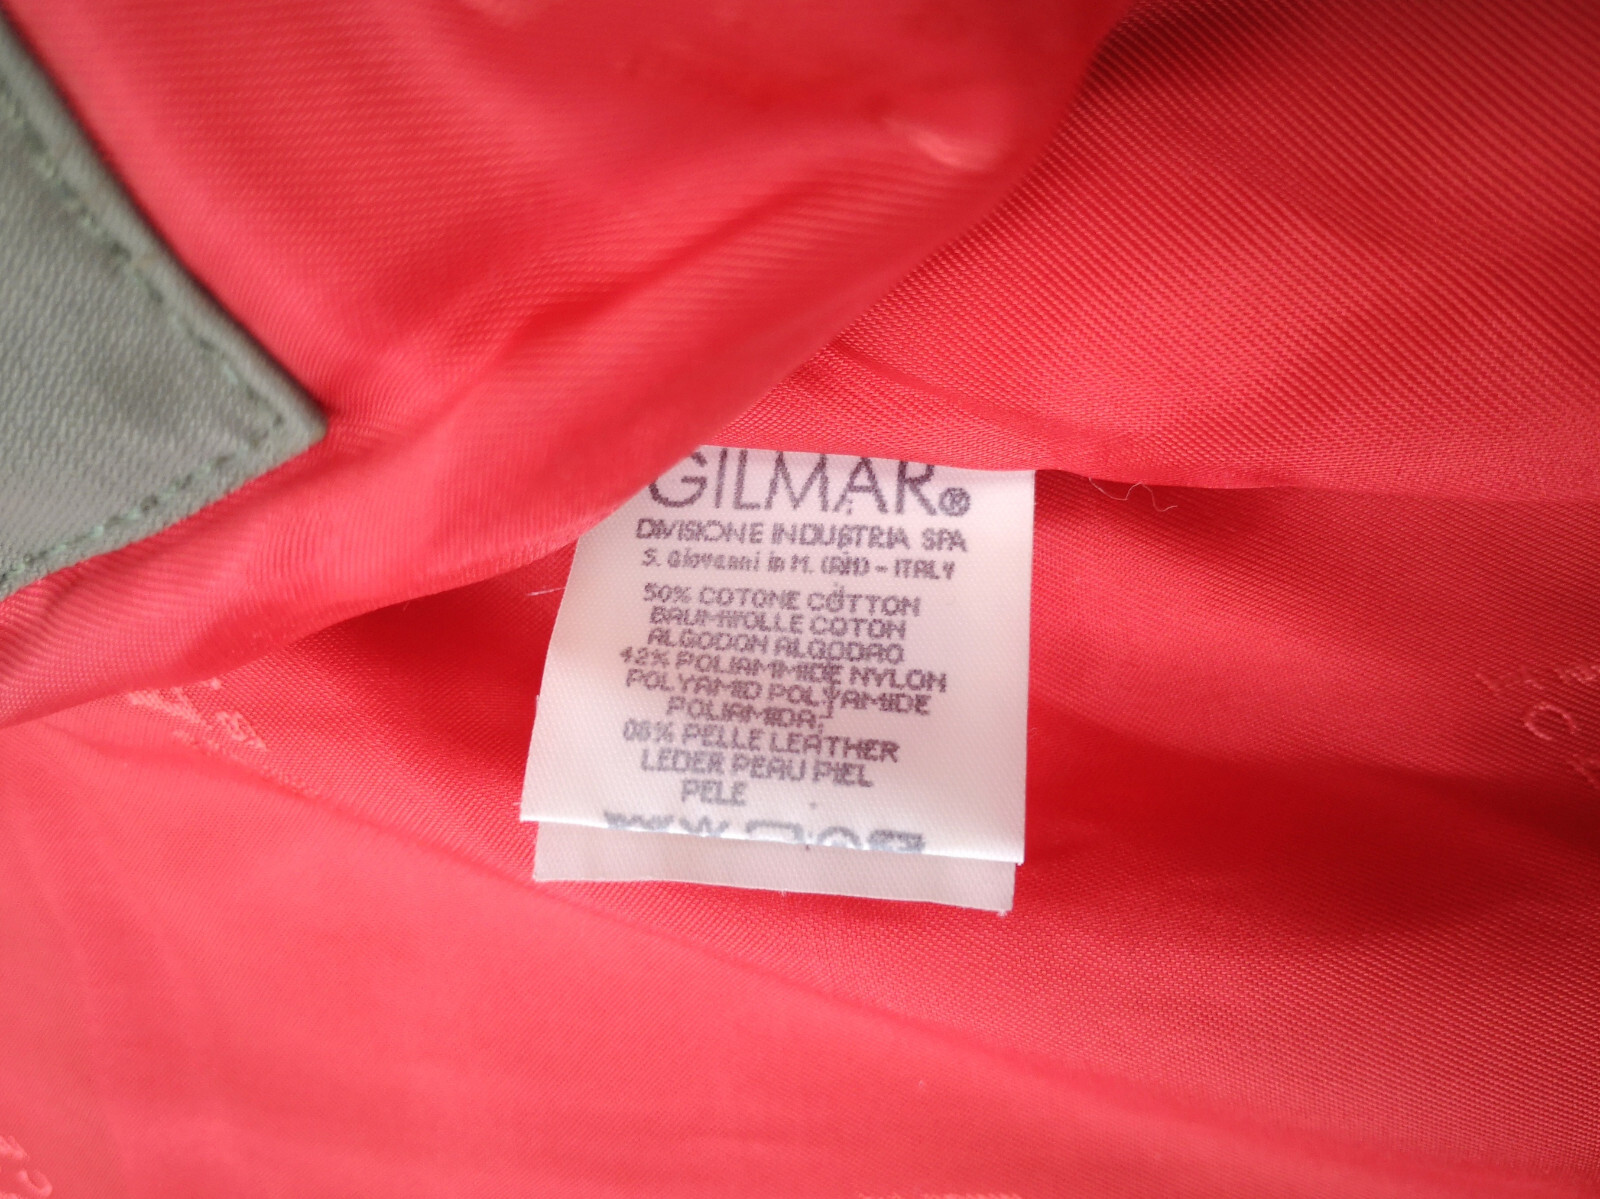 GILMAR®
DIVISIONE INDUSTRIA SPA
S. Giovanni in M. (RN) - ITALY
50% COTONE COTTON
BAUMWOLLE COTON
ALGODON ALGODAO
42% POLIAMMIDE NYLON
POLYAMID POLYAMIDE
POLIAMIDA
08% PELLE LEATHER
LEDER PEAU PIEL
PELE